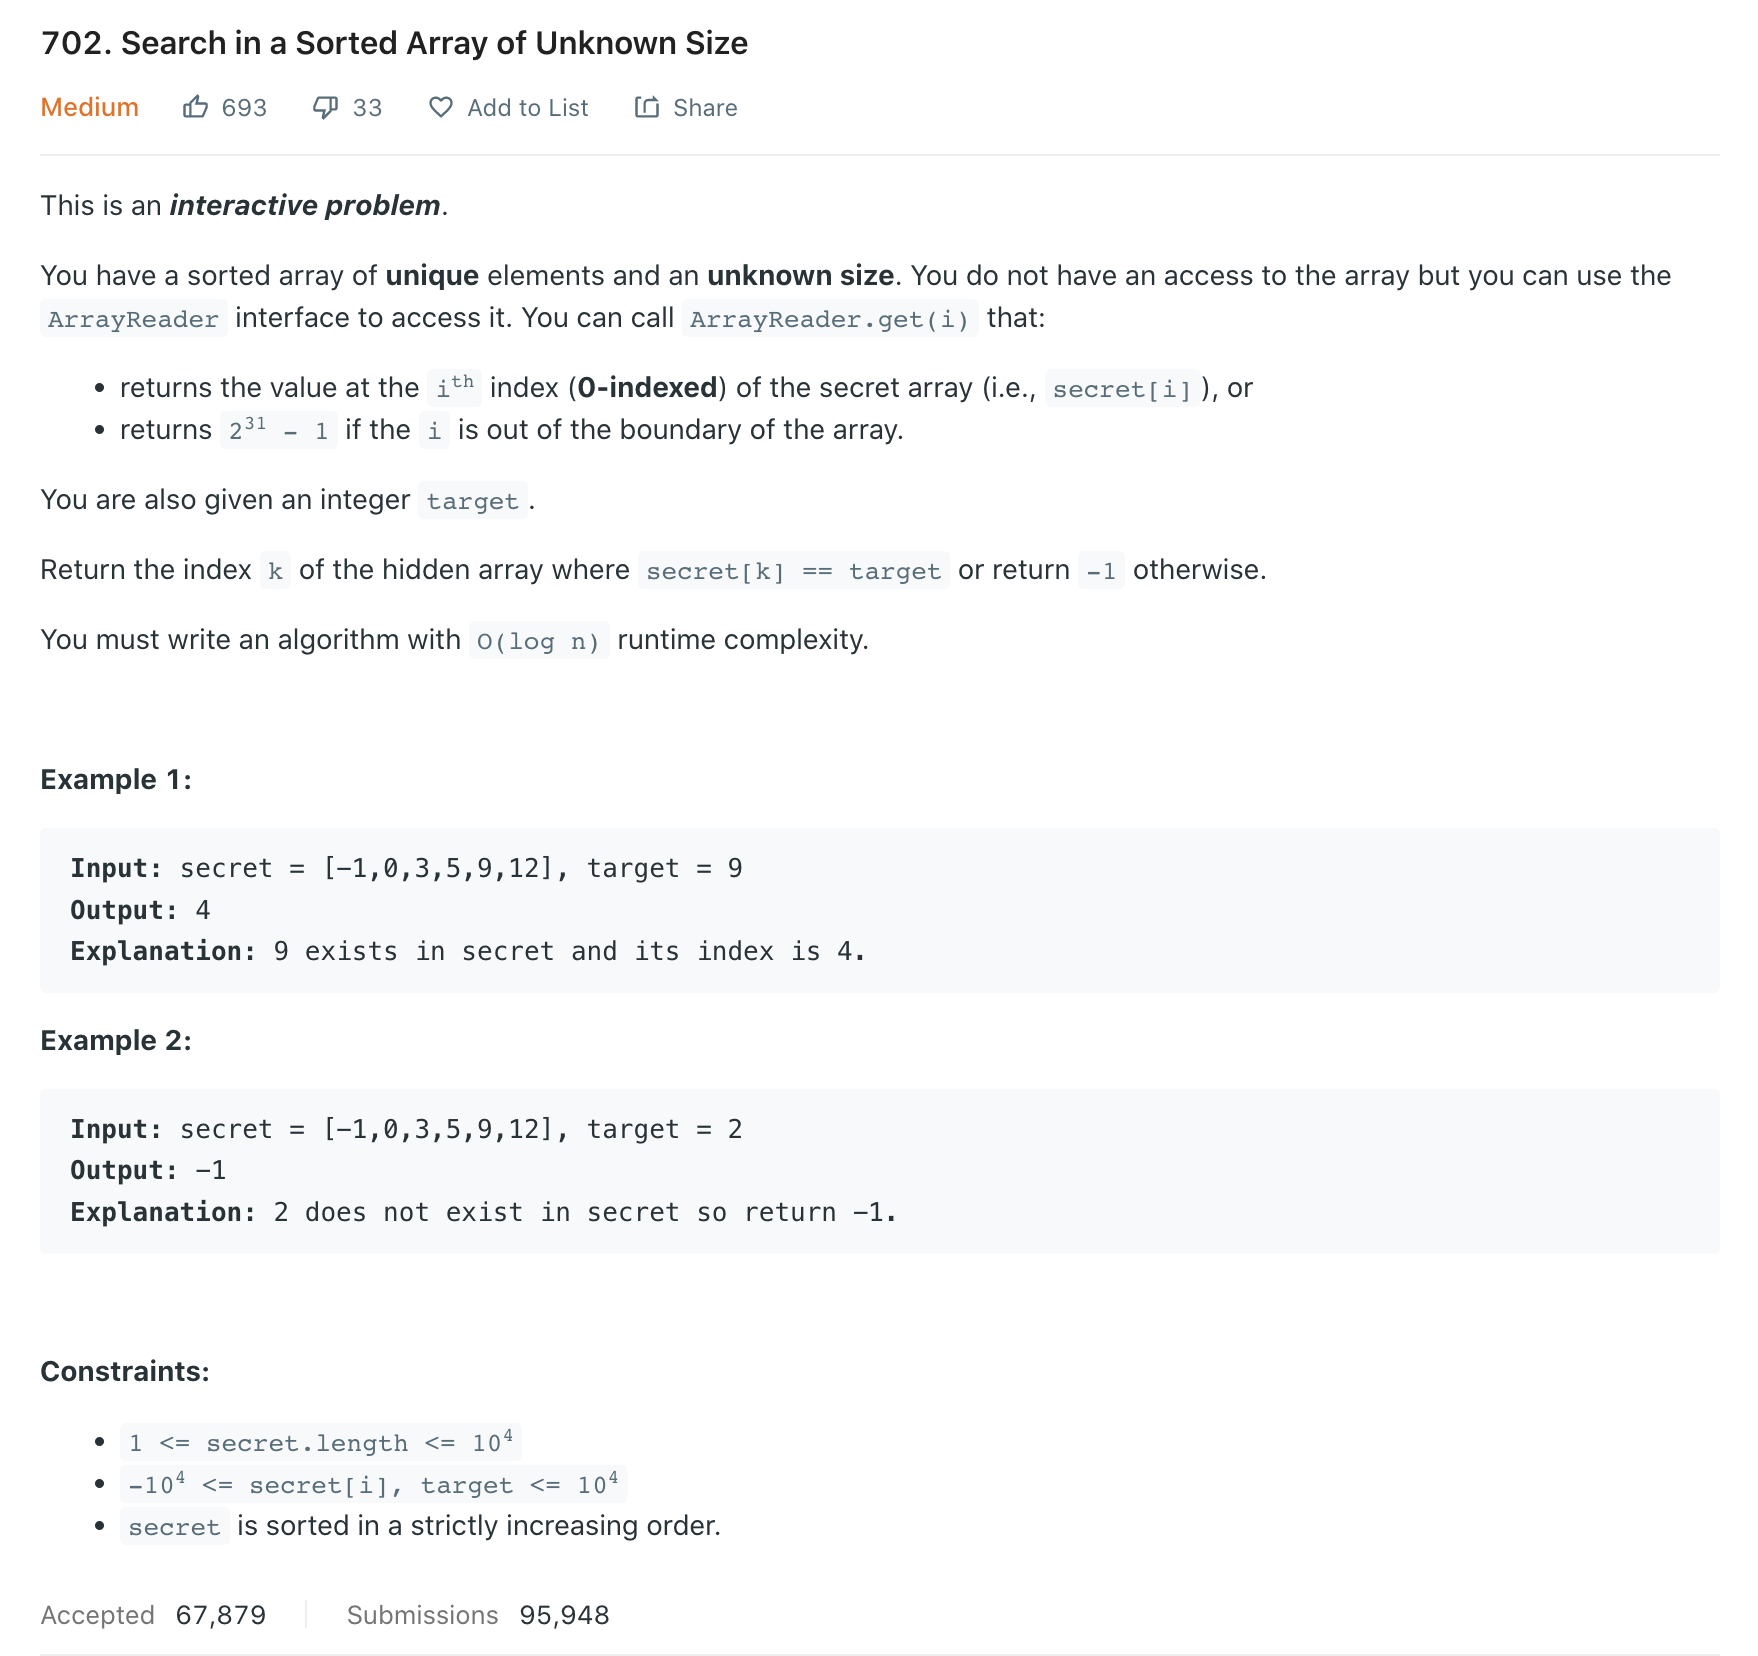 702. Search in a Sorted Array of Unknown Size
Medium 693 33 Add to List Share
This is an interactive problem.
You have a sorted array of unique elements and an unknown size. You do not have an access to the array but you can use the
ArrayReader interface to access it. You can call ArrayReader.get(i) that:
• returns the value at the iᵗʰ index (0-indexed) of the secret array (i.e., secret[i]), or
• returns 2³¹ - 1 if the i is out of the boundary of the array.
You are also given an integer target.
Return the index k of the hidden array where secret[k] == target or return -1 otherwise.
You must write an algorithm with O(log n) runtime complexity.
Example 1:
Input: secret = [-1,0,3,5,9,12], target = 9
Output: 4
Explanation: 9 exists in secret and its index is 4.
Example 2:
Input: secret = [-1,0,3,5,9,12], target = 2
Output: -1
Explanation: 2 does not exist in secret so return -1.
Constraints:
• 1 <= secret.length <= 10⁴
• -10⁴ <= secret[i], target <= 10⁴
• secret is sorted in a strictly increasing order.
Accepted 67,879 Submissions 95,948